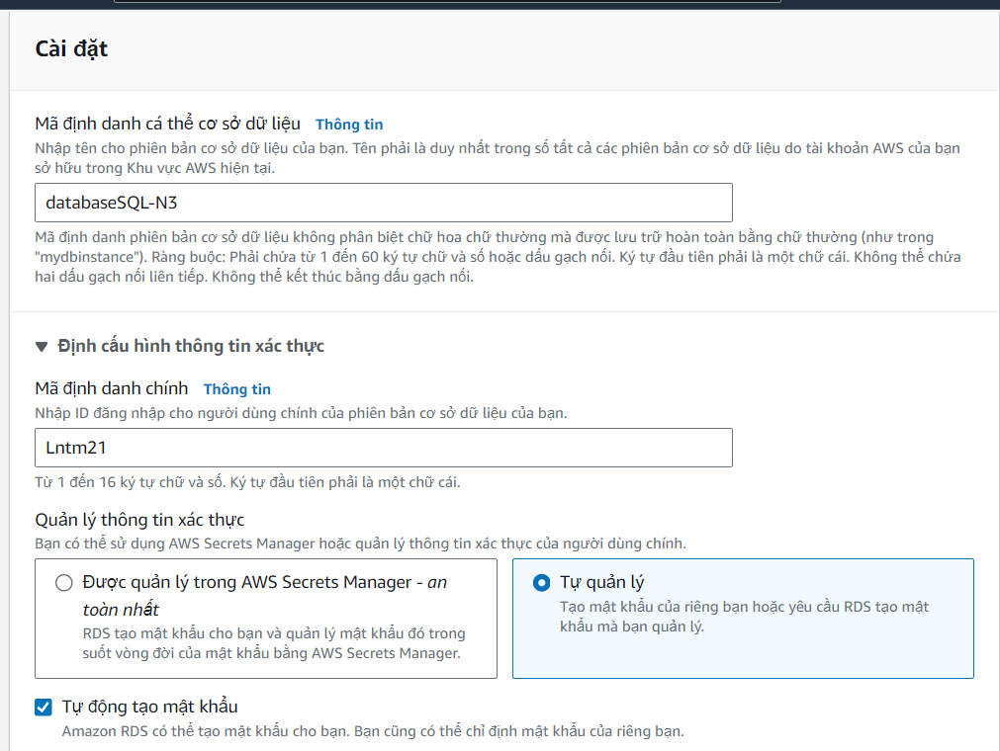 Cài đặt
Mã định danh cá thể cơ sở dữ liệu Thông tin
Nhập tên cho phiên bản cơ sở dữ liệu của bạn. Tên phải là duy nhất trong số tất cả các phiên bản cơ sở dữ liệu do tài khoản AWS của bạn
sở hữu trong Khu vực AWS hiện tại.
databaseSQL-N3
Mã định danh phiên bản cơ sở dữ liệu không phân biệt chữ hoa chữ thường mà được lưu trữ hoàn toàn bằng chữ thường (như trong
"mydbinstance"). Ràng buộc: Phải chứa từ 1 đến 60 ký tự chữ và số hoặc dấu gạch nối. Ký tự đầu tiên phải là một chữ cái. Không thể chứa
hai dấu gạch nối liên tiếp. Không thể kết thúc bằng dấu gạch nối.
Định cấu hình thông tin xác thực
Mã định danh chính Thông tin
Nhập ID đăng nhập cho người dùng chính của phiên bản cơ sở dữ liệu của bạn.
Lntm21
Từ 1 đến 16 ký tự chữ và số. Ký tự đầu tiên phải là một chữ cái.
Quản lý thông tin xác thực
Bạn có thể sử dụng AWS Secrets Manager hoặc quản lý thông tin xác thực của người dùng chính.
Được quản lý trong AWS Secrets Manager - an
toàn nhất
RDS tạo mật khẩu cho bạn và quản lý mật khẩu đó trong
suốt vòng đời của mật khẩu bằng AWS Secrets Manager.
Tự quản lý
Tạo mật khẩu của riêng bạn hoặc yêu cầu RDS tạo mật
khẩu mà bạn quản lý.
Tự động tạo mật khẩu
Amazon RDS có thể tạo mật khẩu cho bạn. Bạn cũng có thể chỉ định mật khẩu của riêng bạn.